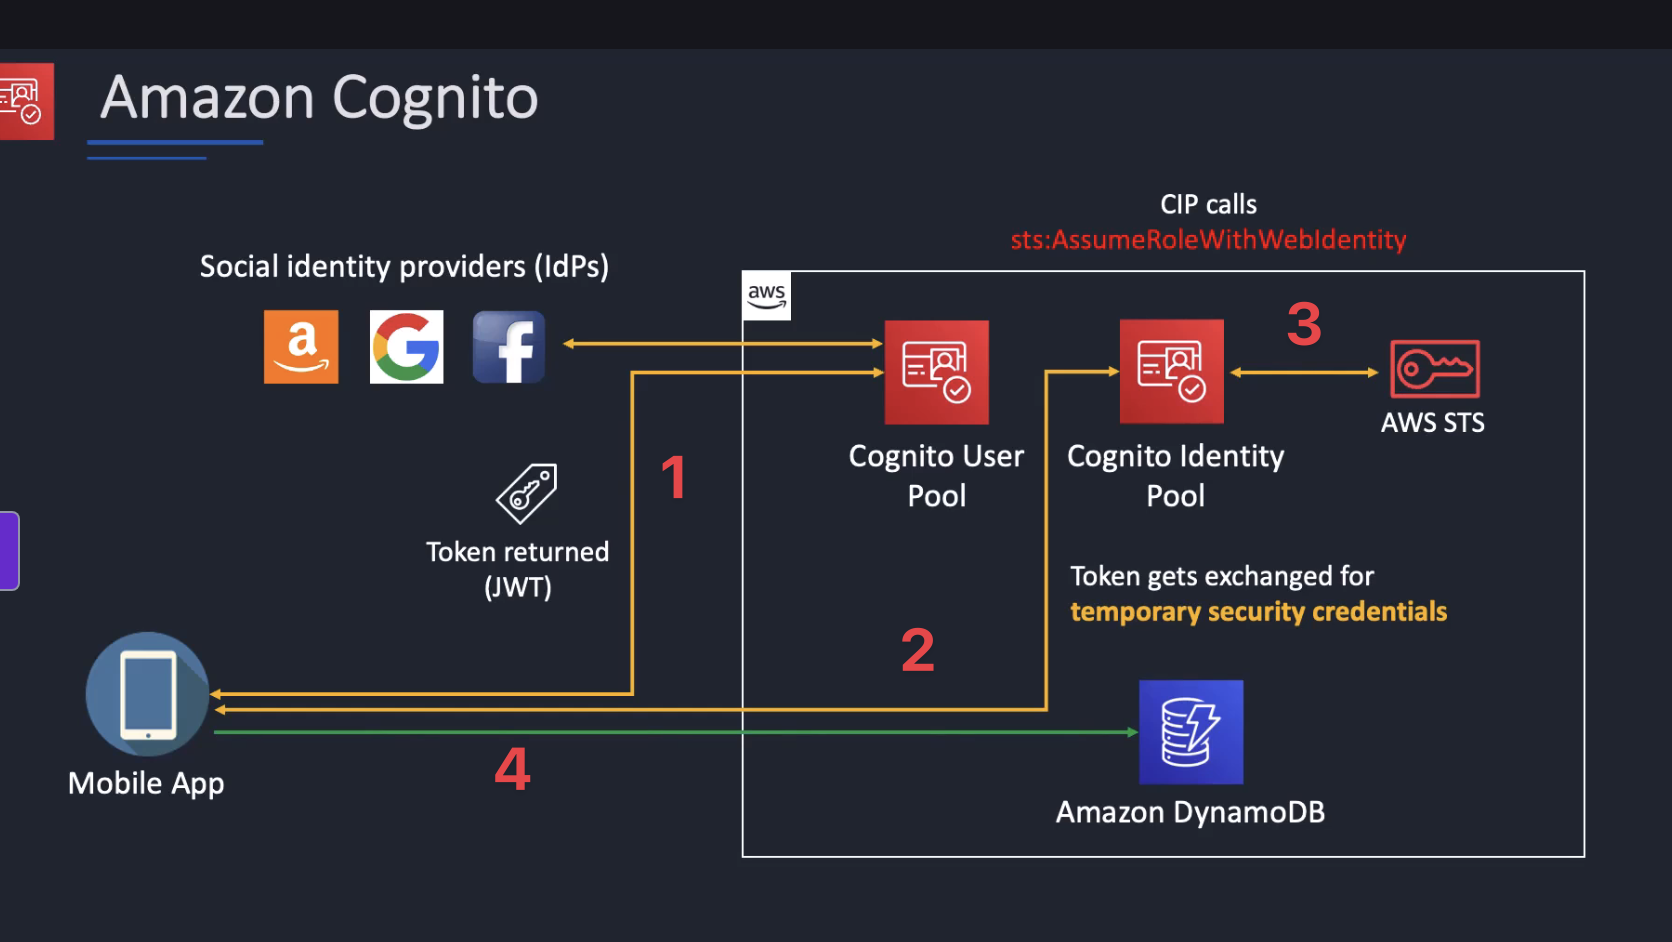 Amazon Cognito
CIP calls
sts:AssumeRoleWithWebIdentity
Social identity providers (IdPs)
aws
a
G
f
3
AWS STS
Cognito User
Pool
Cognito Identity
Pool
1
Token returned
(JWT)
Token gets exchanged for
temporary security credentials
2
4
Mobile App
Amazon DynamoDB